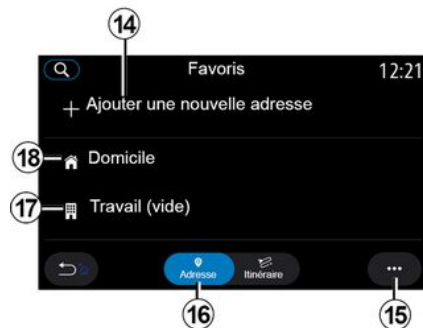 14
Favoris
12:21
Ajouter une nouvelle adresse
18
Domicile
17
Travail (vide)
Adresse
Itinéraire
16
15